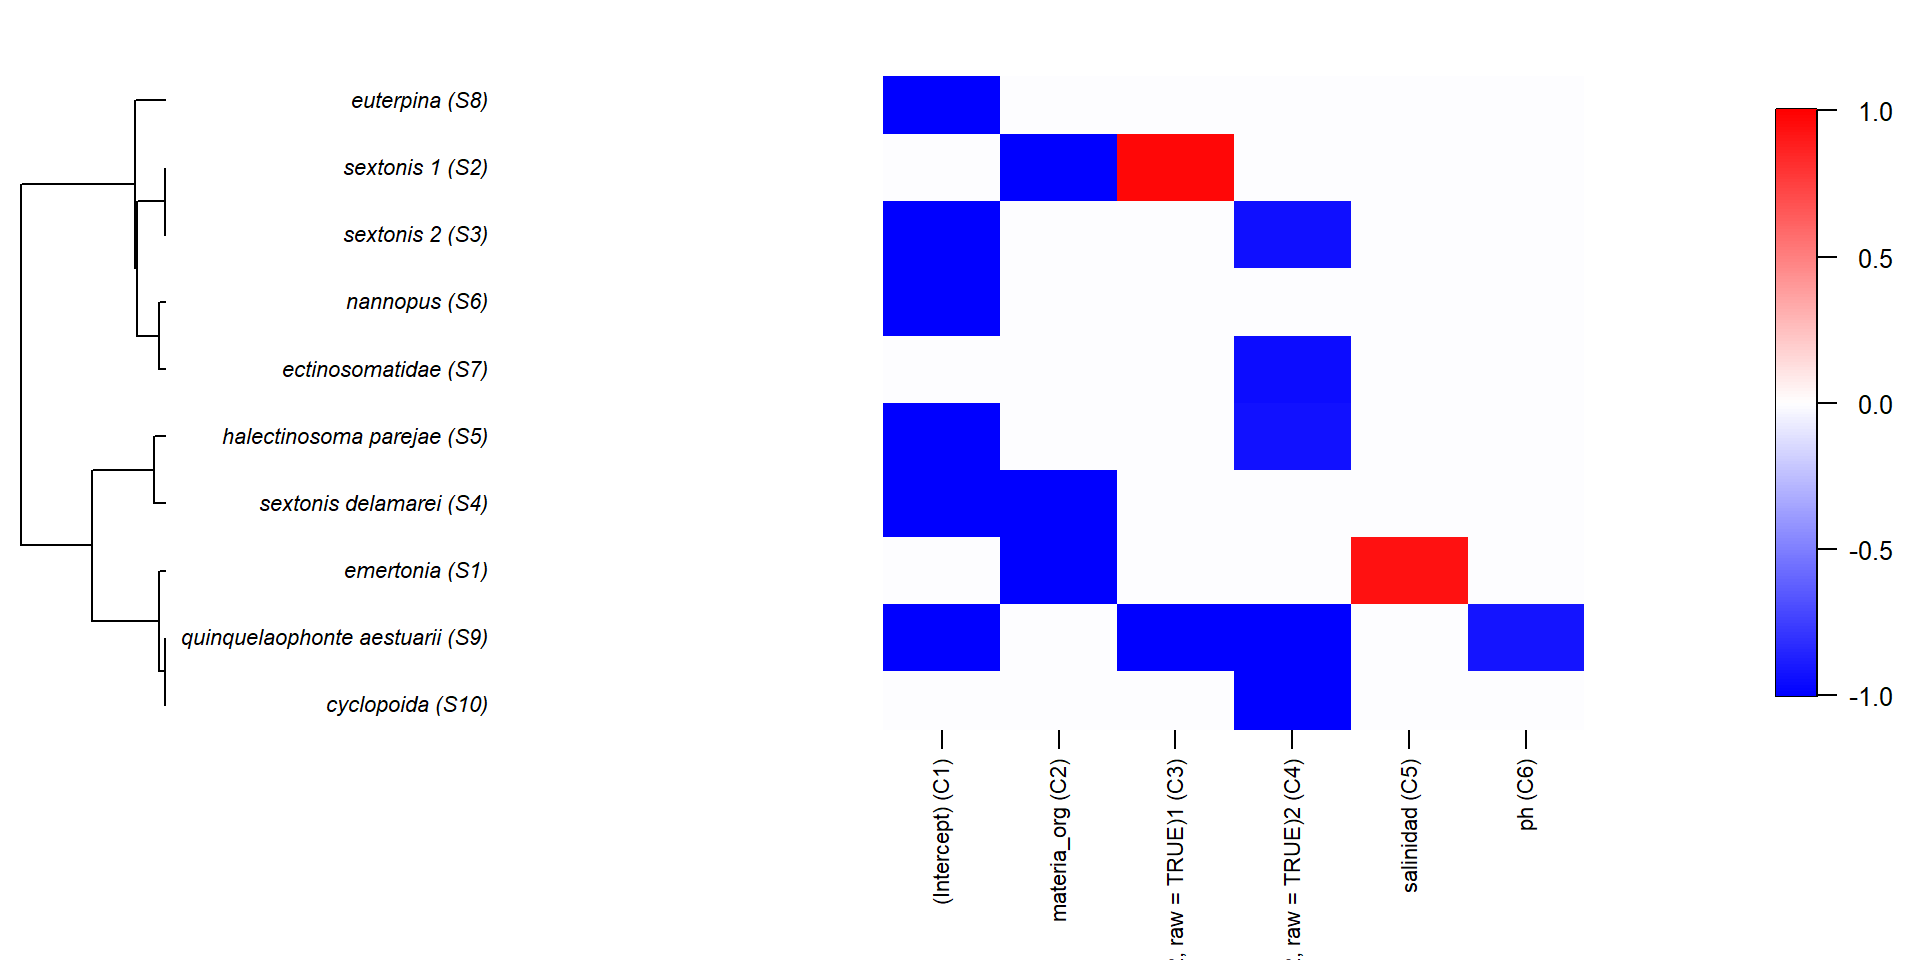 euterpina (S8)
sextonis 1 (S2)
sextonis 2 (S3)
nannopus (S6)
ectinosomatidae (S7)
halectinosoma parejae (S5)
sextonis delamarei (S4)
emertonia (S1)
quinquelaophonte aestuarii (S9)
cyclopoida (S10)
(Intercept) (C1)
materia_org (C2)
, raw = TRUE)1 (C3)
, raw = TRUE)2 (C4)
salinidad (C5)
ph (C6)
1.0
0.5
0.0
-0.5
-1.0